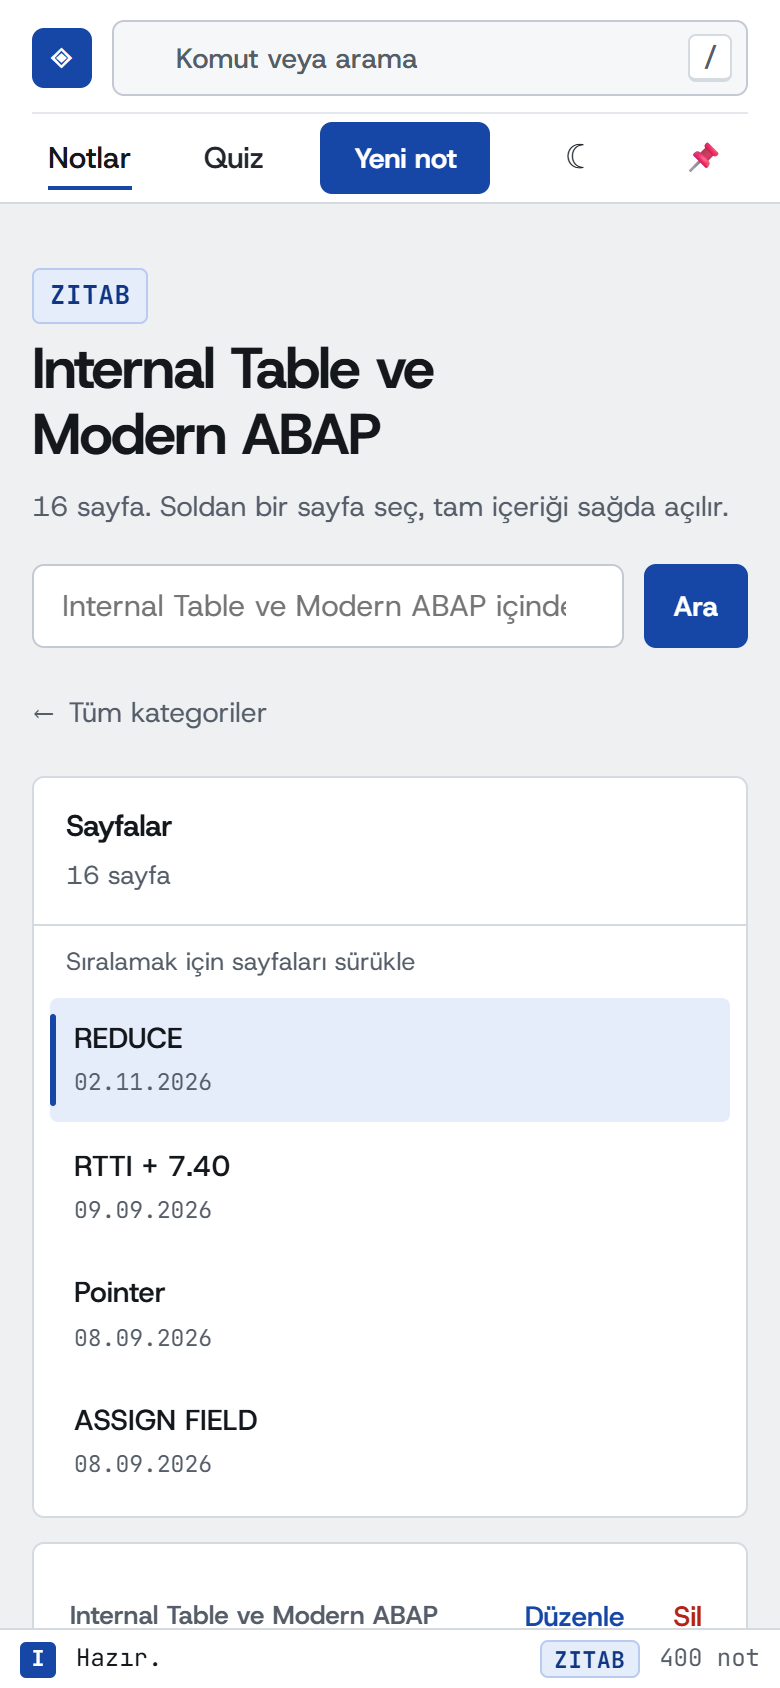 Komut veya arama /
Notlar Quiz Yeni not
ZITAB
Internal Table ve
Modern ABAP
16 sayfa. Soldan bir sayfa seç, tam içeriği sağda açılır.
Internal Table ve Modern ABAP içinde Ara
← Tüm kategoriler
Sayfalar
16 sayfa
Sıralamak için sayfaları sürükle
REDUCE
02.11.2026
RTTI + 7.40
09.09.2026
Pointer
08.09.2026
ASSIGN FIELD
08.09.2026
Internal Table ve Modern ABAP Düzenle Sil
I Hazır. ZITAB 400 not